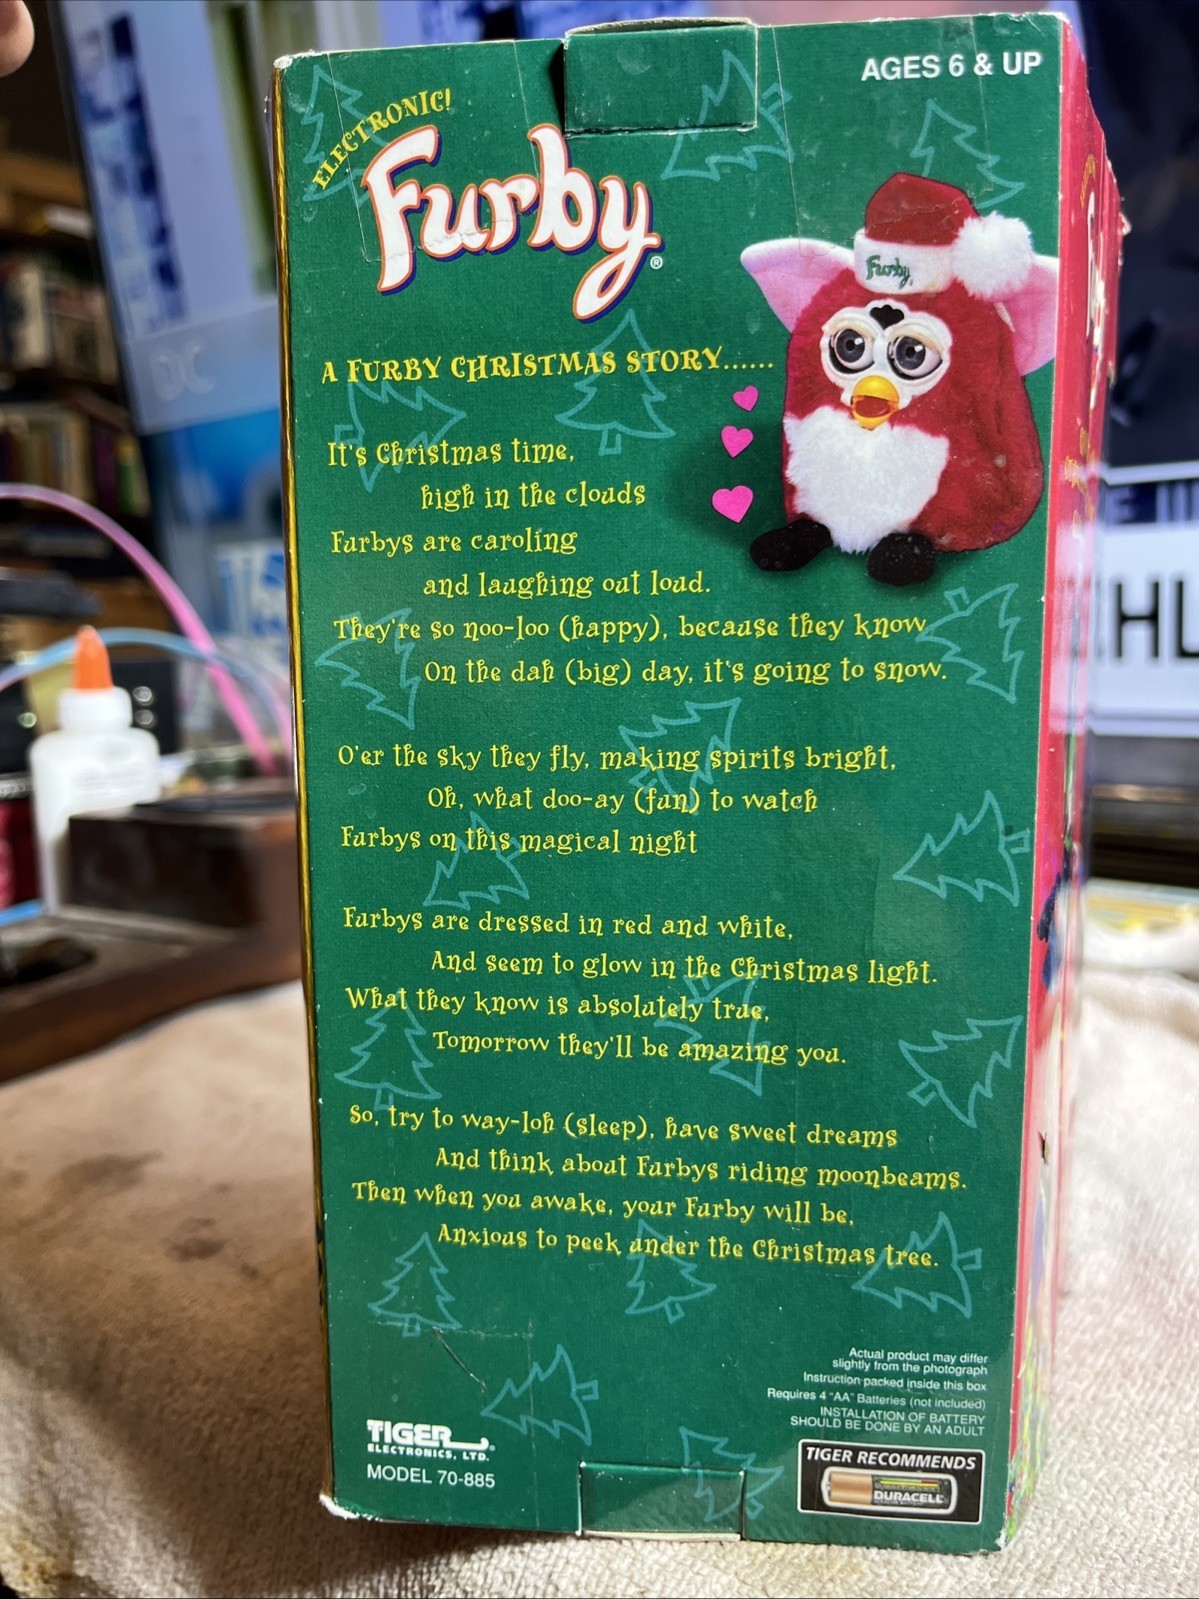 AGES 6 & UP
ELECTRONIC!
Furby®
Furby
A FURBY CHRISTMAS STORY......
It's Christmas time,
high in the clouds
Furbys are caroling
and laughing out loud.
They're so noo-loo (happy), because they know
On the dah (big) day, it's going to snow.
O'er the sky they fly, making spirits bright,
Oh, what doo-ay (fun) to watch
Furbys on this magical night
Furbys are dressed in red and white,
And seem to glow in the Christmas light.
What they know is absolutely true,
Tomorrow they'll be amazing you.
So, try to way-loh (sleep), have sweet dreams
And think about Furbys riding moonbeams.
Then when you awake, your Furby will be,
Anxious to peek under the Christmas tree.
Actual product may differ
slightly from the photograph
Instruction packed inside this box
Requires 4 "AA" Batteries (not included)
INSTALLATION OF BATTERY
SHOULD BE DONE BY AN ADULT
TIGER®
ELECTRONICS, LTD.
MODEL 70-885
TIGER RECOMMENDS
DURACELL
DC
HL